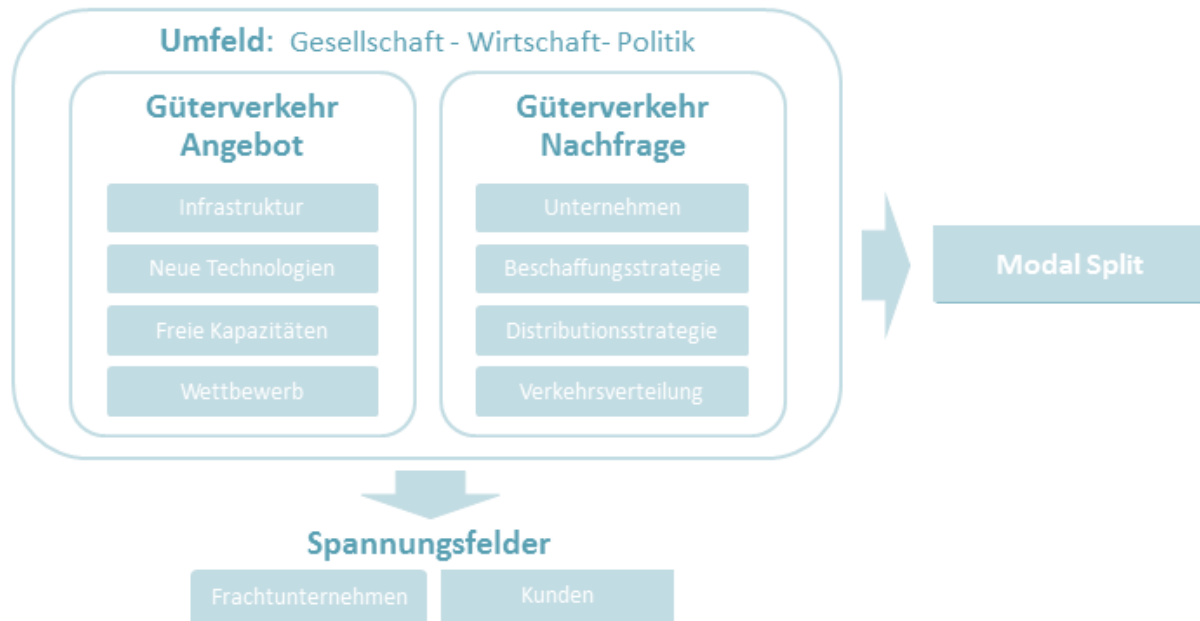 Umfeld: Gesellschaft - Wirtschaft- Politik
Güterverkehr
Angebot
Infrastruktur
Neue Technologien
Freie Kapazitäten
Wettbewerb
Güterverkehr
Nachfrage
Unternehmen
Beschaffungsstrategie
Distributionsstrategie
Verkehrsverteilung
Modal Split
Spannungsfelder
Frachtunternehmen
Kunden